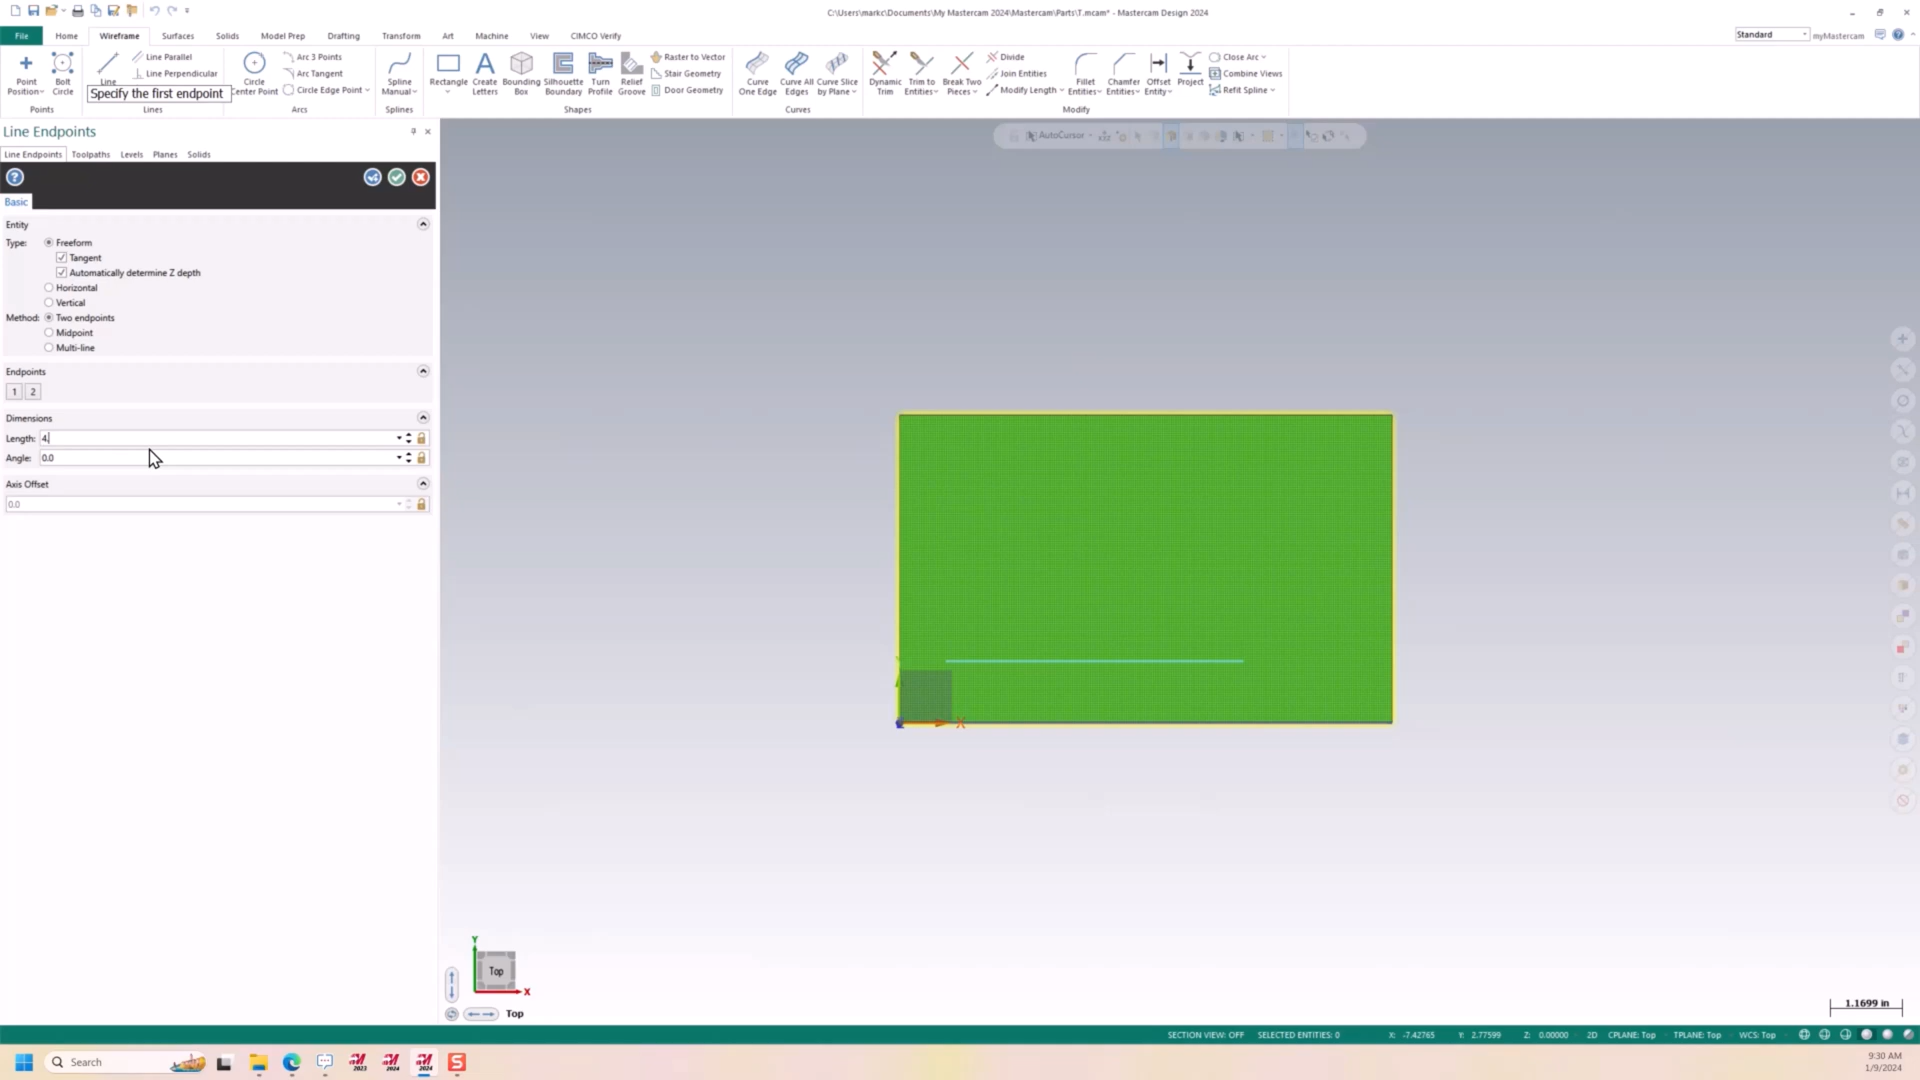 C:\Users\markc\Documents\My Mastercam 2024\Mastercam\Parts\T.mcam* - Mastercam Design 2024
File Home Wireframe Surfaces Solids Model Prep Drafting Transform Art Machine View CIMCO Verify
Standard myMastercam
Point Position
Bolt Circle
Points
Line
Line Parallel
Line Perpendicular
Specify the first endpoint
Lines
Center Point
Circle
Arc 3 Points
Arc Tangent
Circle Edge Point
Arcs
Spline Manual
Splines
Rectangle
Create Letters
Bounding Box
Silhouette Boundary
Turn Profile
Relief Groove
Raster to Vector
Stair Geometry
Door Geometry
Shapes
Curve One Edge
Curve All Edges
Curve Slice by Plane
Curves
Dynamic Trim
Trim to Entities
Break Two Pieces
Divide
Join Entities
Modify Length
Fillet Entities
Chamfer Entities
Offset Entity
Project
Close Arc
Combine Views
Refit Spline
Modify
Line Endpoints
Line Endpoints Toolpaths Levels Planes Solids
Basic
Entity
Type: Freeform
Tangent
Automatically determine Z depth
Horizontal
Vertical
Method: Two endpoints
Midpoint
Multi-line
Endpoints
1 2
Dimensions
Length: 4.
Angle: 0.0
Axis Offset
0.0
AutoCursor
X
Y
Top
X
Top
1.1699 in
SECTION VIEW: OFF SELECTED ENTITIES: 0 X: -7.42765 Y: 2.77599 Z: 0.00000 2D CPLANE: Top TPLANE: Top WCS: Top
Search
2023 2024 2024
S
9:30 AM
1/9/2024